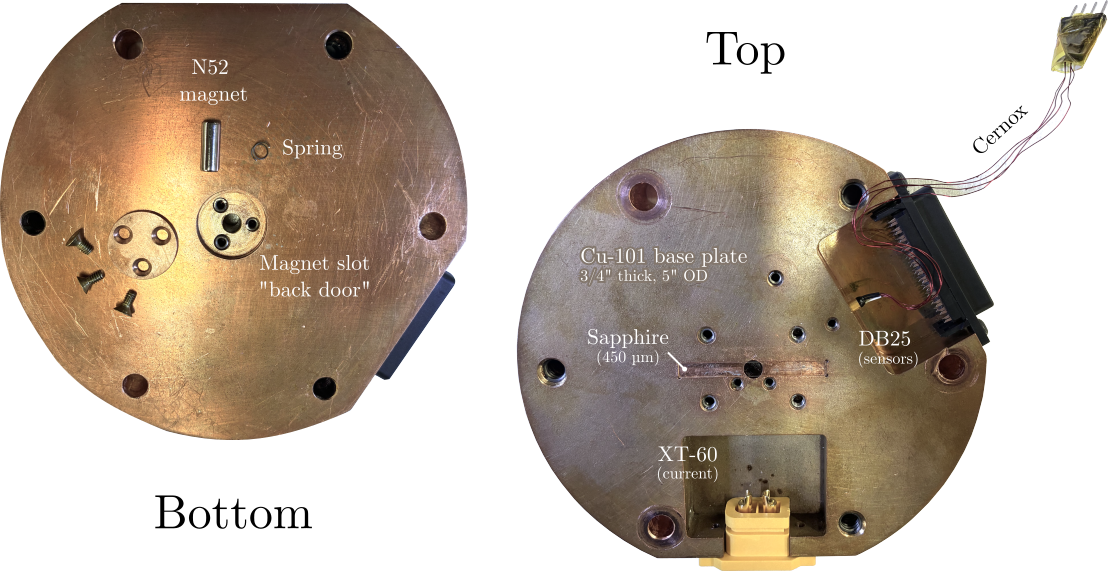 N52
magnet
Spring
Magnet slot
"back door"
Bottom
Top
Cernox
Cu-101 base plate
3/4" thick, 5" OD
Sapphire
(450 µm)
DB25
(sensors)
XT-60
(current)